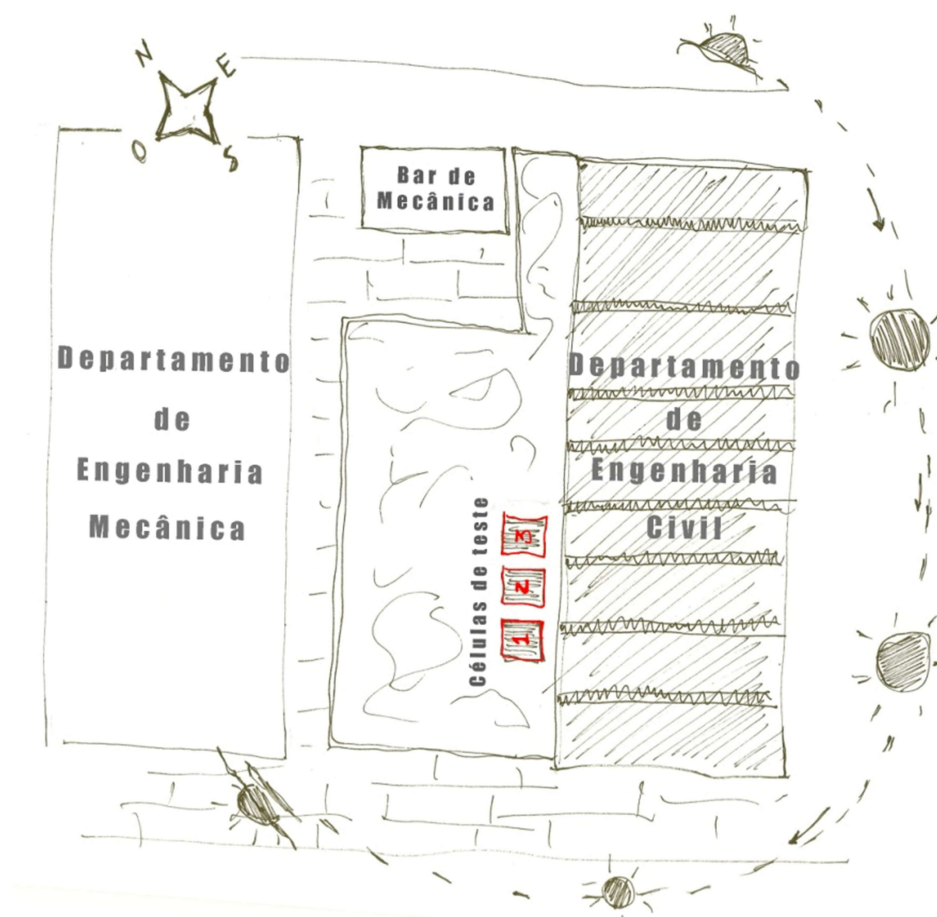 N
E
O
S
Bar de
Mecânica
Departamento
de
Engenharia
Mecânica
Departamento
de
Engenharia
Civil
Células de teste
3
2
1